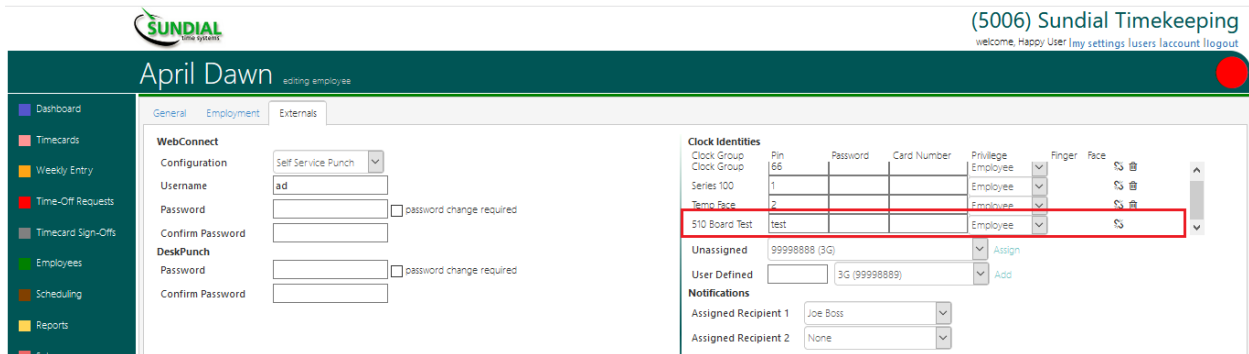 SUNDIAL
time systems
(5006) Sundial Timekeeping
welcome, Happy User |my settings |users |account |logout
April Dawn editing employee
Dashboard
Timecards
Weekly Entry
Time-Off Requests
Timecard Sign-Offs
Employees
Scheduling
Reports
General Employment Externals
WebConnect
Configuration Self Service Punch
Username ad
Password password change required
Confirm Password
DeskPunch
Password password change required
Confirm Password
Clock Identities
Clock Group Pin Password Card Number Privilege Finger Face
Clock Group 66 Employee
Series 100 1 Employee
Temp Face 2 Employee
510 Board Test test Employee
Unassigned 99998888 (3G) Assign
User Defined 3G (99998889) Add
Notifications
Assigned Recipient 1 Joe Boss
Assigned Recipient 2 None